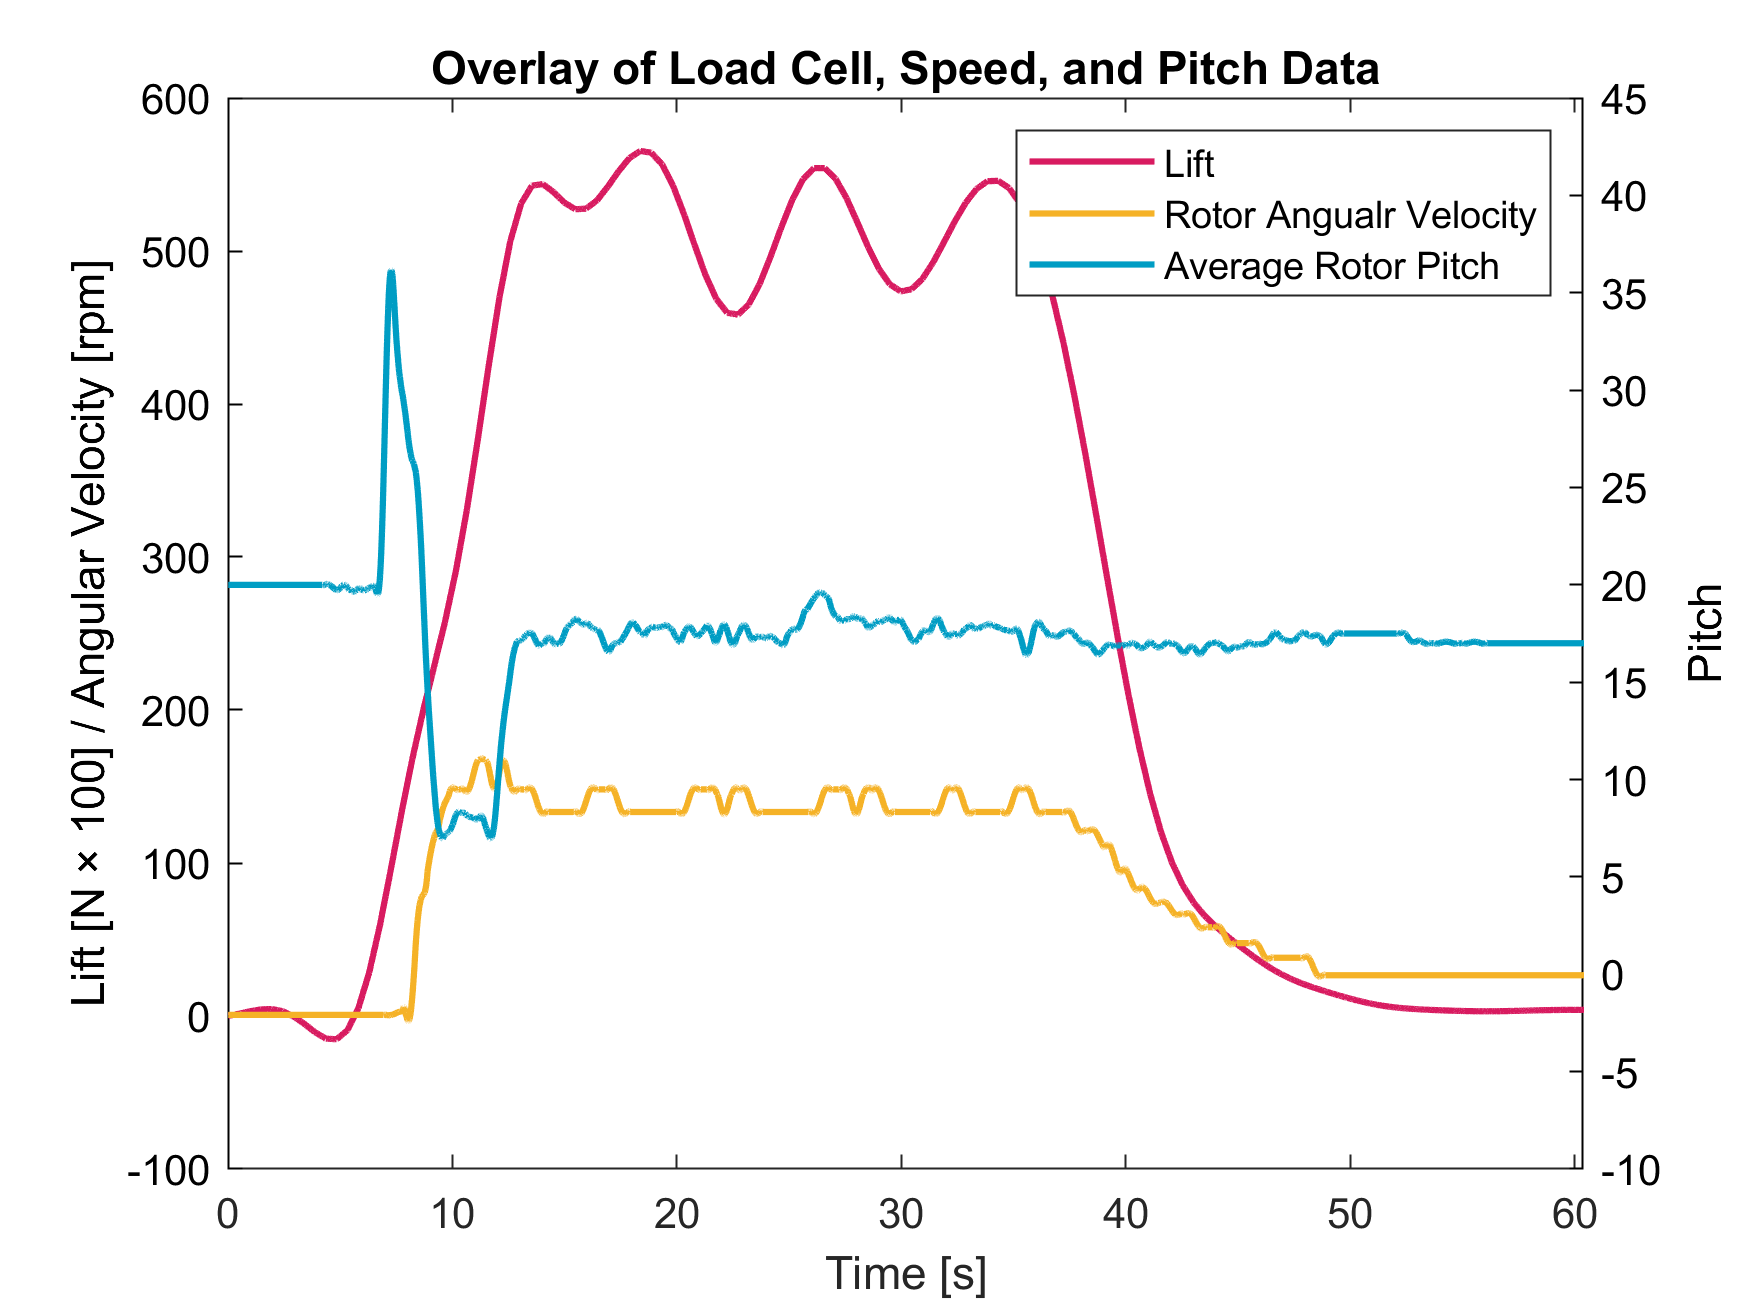 Overlay of Load Cell, Speed, and Pitch Data
Lift [N × 100] / Angular Velocity [rpm]
600
500
400
300
200
100
0
-100
Lift
Rotor Angualr Velocity
Average Rotor Pitch
45
40
35
30
25
20
15
10
5
0
-5
-10
Pitch
0 10 20 30 40 50 60
Time [s]